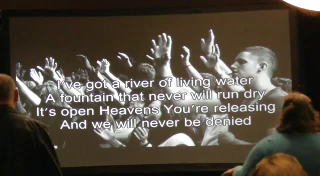 I've got a river of living water
A fountain that never will run dry
It's open Heavens You're releasing
And we will never be denied